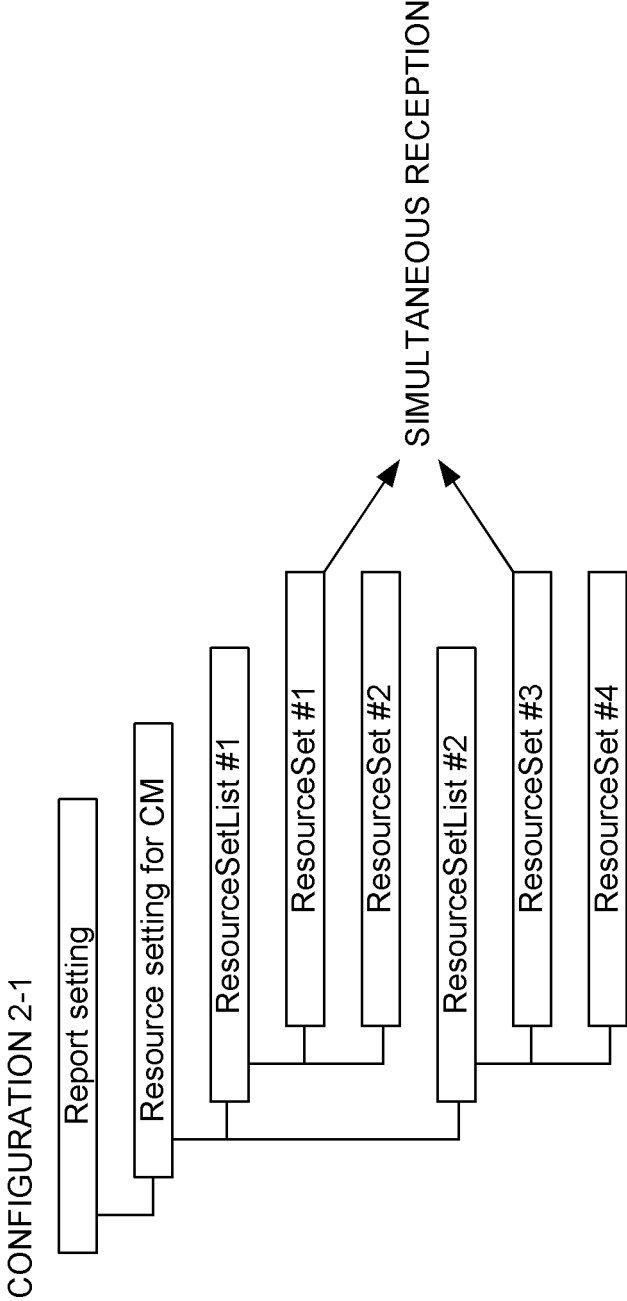 CONFIGURATION 2-1
Report setting
Resource setting for CM
ResourceSetList #1
ResourceSet #1
ResourceSet #2
ResourceSetList #2
ResourceSet #3
ResourceSet #4
SIMULTANEOUS RECEPTION